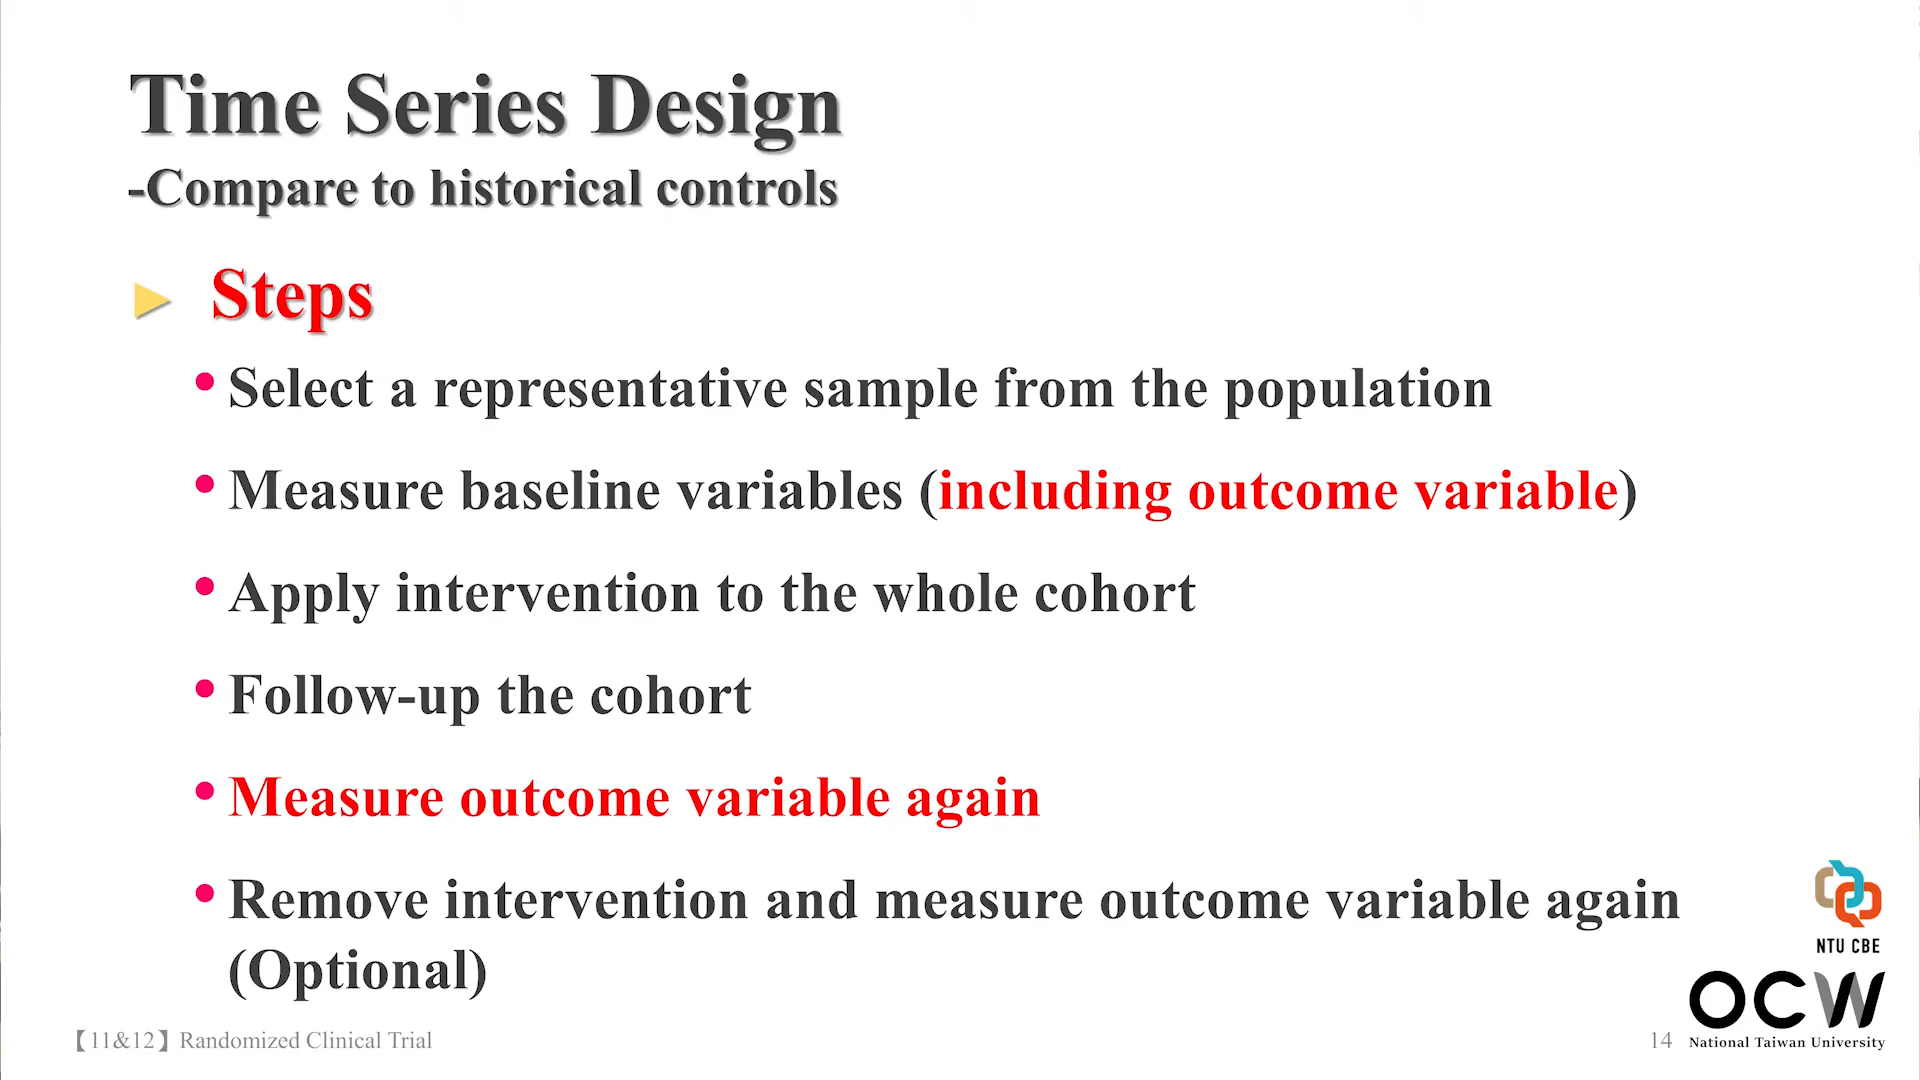 Time Series Design
-Compare to historical controls
► Steps
• Select a representative sample from the population
• Measure baseline variables (including outcome variable)
• Apply intervention to the whole cohort
• Follow-up the cohort
• Measure outcome variable again
• Remove intervention and measure outcome variable again
(Optional)
NTU CBE
OCW
National Taiwan University
【11&12】Randomized Clinical Trial
14